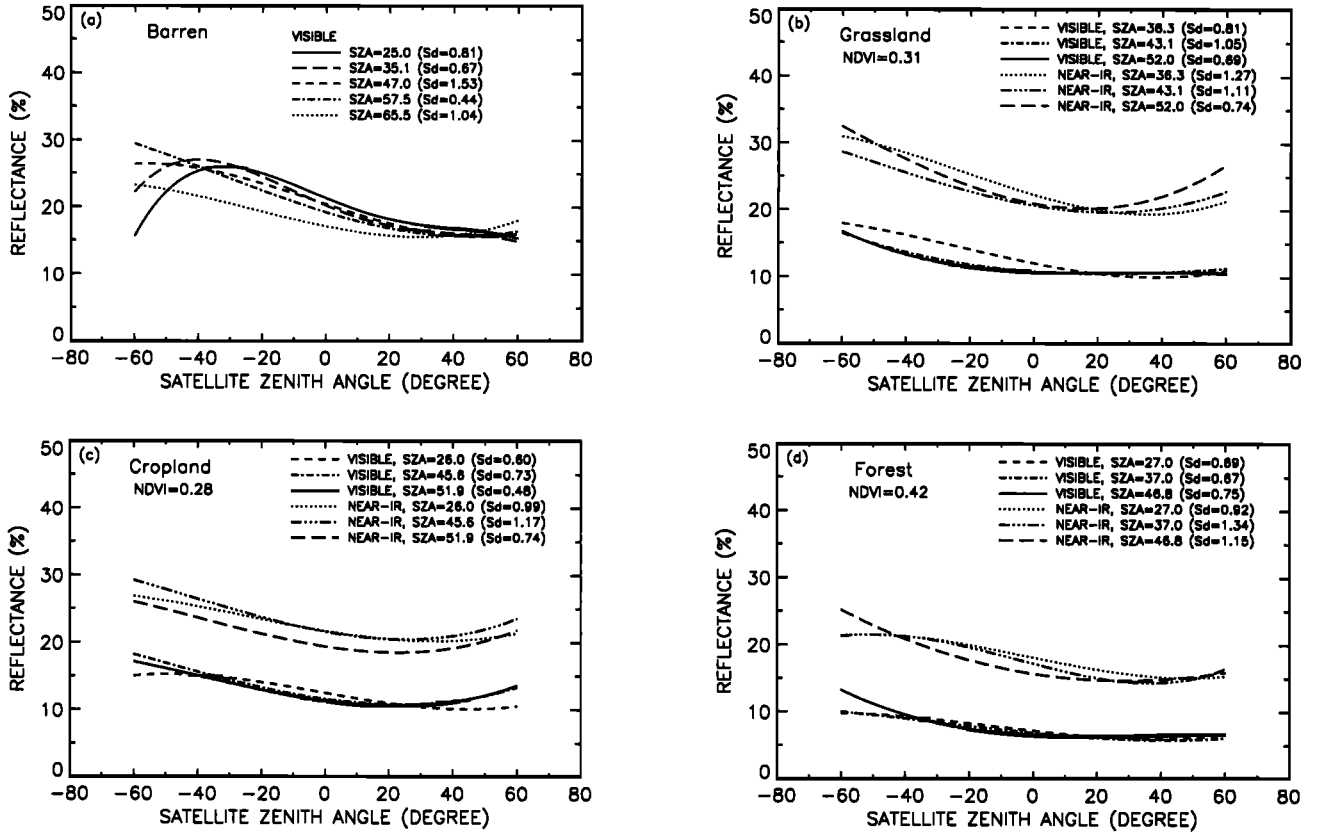 (a)
Barren
VISIBLE
SZA=25.0 (Sd=0.81)
SZA=35.1 (Sd=0.67)
SZA=47.0 (Sd=1.53)
SZA=57.5 (Sd=0.44)
SZA=65.5 (Sd=1.04)
REFLECTANCE (%)
50
40
30
20
10
0
-80 -60 -40 -20 0 20 40 60 80
SATELLITE ZENITH ANGLE (DEGREE)
(b)
Grassland
NDVI=0.31
VISIBLE, SZA=36.3 (Sd=0.81)
VISIBLE, SZA=43.1 (Sd=1.05)
VISIBLE, SZA=52.0 (Sd=0.69)
NEAR-IR, SZA=36.3 (Sd=1.27)
NEAR-IR, SZA=43.1 (Sd=1.11)
NEAR-IR, SZA=52.0 (Sd=0.74)
REFLECTANCE (%)
50
40
30
20
10
0
-80 -60 -40 -20 0 20 40 60 80
SATELLITE ZENITH ANGLE (DEGREE)
(c)
Cropland
NDVI=0.28
VISIBLE, SZA=26.0 (Sd=0.60)
VISIBLE, SZA=45.6 (Sd=0.73)
VISIBLE, SZA=51.9 (Sd=0.48)
NEAR-IR, SZA=26.0 (Sd=0.99)
NEAR-IR, SZA=45.6 (Sd=1.17)
NEAR-IR, SZA=51.9 (Sd=0.74)
REFLECTANCE (%)
50
40
30
20
10
0
-80 -60 -40 -20 0 20 40 60 80
SATELLITE ZENITH ANGLE (DEGREE)
(d)
Forest
NDVI=0.42
VISIBLE, SZA=27.0 (Sd=0.69)
VISIBLE, SZA=37.0 (Sd=0.67)
VISIBLE, SZA=46.8 (Sd=0.75)
NEAR-IR, SZA=27.0 (Sd=0.92)
NEAR-IR, SZA=37.0 (Sd=1.34)
NEAR-IR, SZA=46.8 (Sd=1.15)
REFLECTANCE (%)
50
40
30
20
10
0
-80 -60 -40 -20 0 20 40 60 80
SATELLITE ZENITH ANGLE (DEGREE)